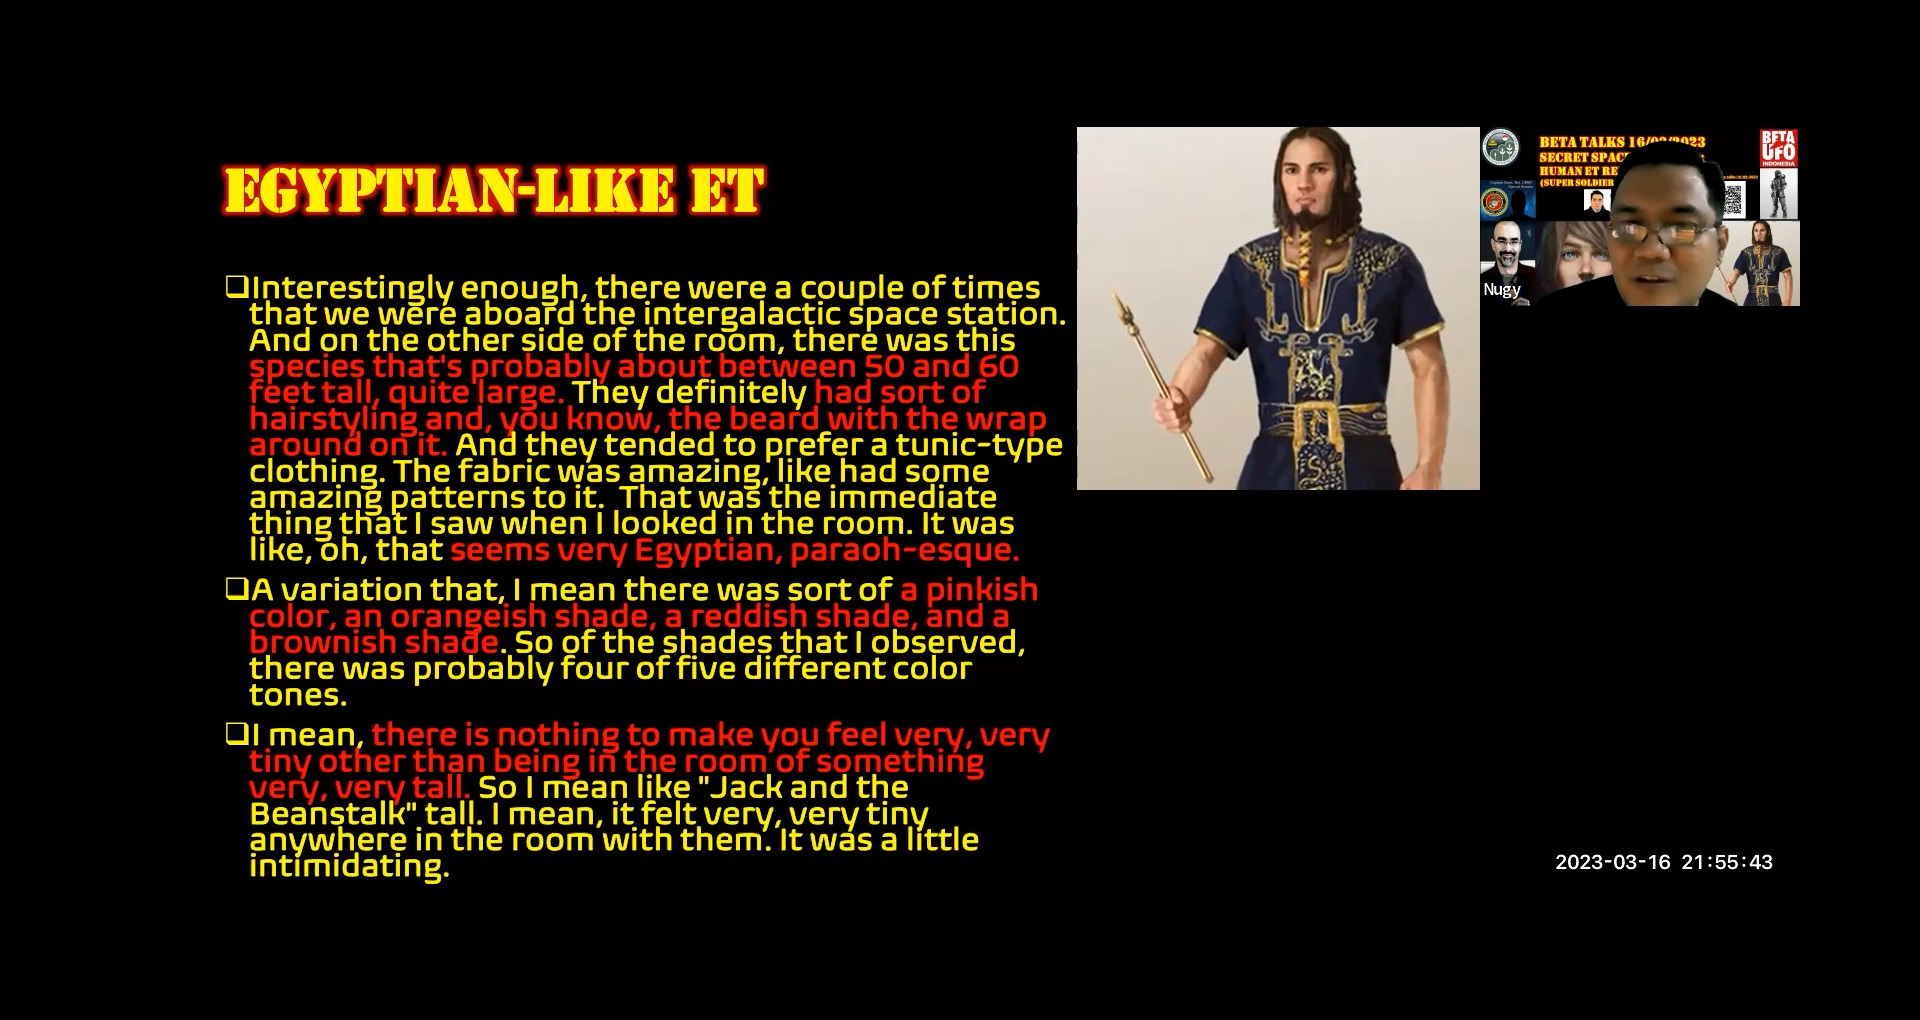 EGYPTIAN-LIKE ET
Interestingly enough, there were a couple of times
that we were aboard the intergalactic space station.
And on the other side of the room, there was this
species that's probably about between 50 and 60
feet tall, quite large. They definitely had sort of
hairstyling and, you know, the beard with the wrap
around on it. And they tended to prefer a tunic-type
clothing. The fabric was amazing, like had some
amazing patterns to it. That was the immediate
thing that I saw when I looked in the room. It was
like, oh, that seems very Egyptian, paraoh-esque.
A variation that, I mean there was sort of a pinkish
color, an orangeish shade, a reddish shade, and a
brownish shade. So of the shades that I observed,
there was probably four of five different color
tones.
I mean, there is nothing to make you feel very, very
tiny other than being in the room of something
very, very tall. So I mean like "Jack and the
Beanstalk" tall. I mean, it felt very, very tiny
anywhere in the room with them. It was a little
intimidating.
BETA TALKS 16/03/2023
SECRET SPAC
HUMAN ET RE
(SUPER SOLDIER
BETA
UFO
INDONESIA
Nugy
2023-03-16 21:55:43